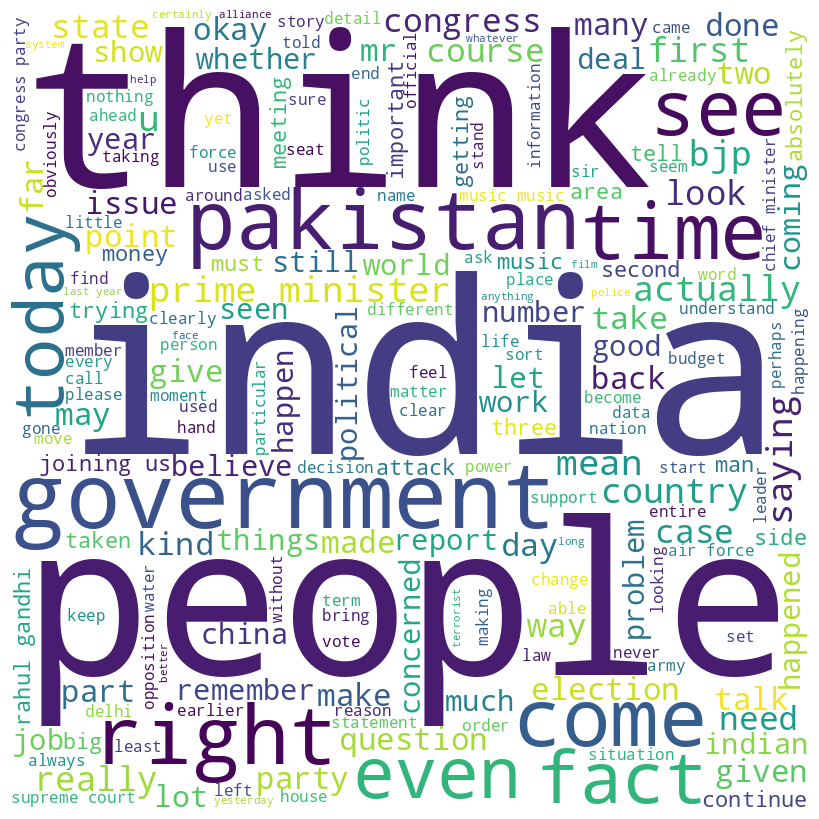 certainly
alliance
system
congress party
state
show
okay
whether
nothing
ahead
obviously
help
u
year
taking
think
story
told
detail
end
sure
mr
congress
course
meeting
force
use
yet
seat
politic
important
official
came
whatever
getting
stand
information
many
deal
see
done
first
already
two
absolutely
tell
bjp
seem
far
today
issue
around
asked
name
music music
sir
area
look
chief minister
coming
little
point
money
pakistan
time
must
still
world
ask
music
place
film
second
word
find
last year
trying
prime minister
clearly
seen
different
anything
number
police
actually
take
understand
perhaps
happening
member
every
face
person
give
happen
political
life
sort
good
budget
call
please
moment
used
particular
india
feel
matter
clear
let
back
become
data
may
work
gone
move
hand
three
nation
saying
joining us
believe
decision
attack
power
mean
start
man
leader
government
support
country
entire
taken
kind
things
made
report
day
long
problem
case
air force
side
looking
rahul gandhi
keep
people
without
term
bring
vote
concerned
terrorist
making
change
able
way
law
never
army
set
happened
opposition
water
better
china
part
remember
make
much
election
talk
need
delhi
earlier
reason
statement
order
come
job
big
least
right
question
situation
indian
always
really
lot
left
party
house
yesterday
even
fact
given
supreme court
continue